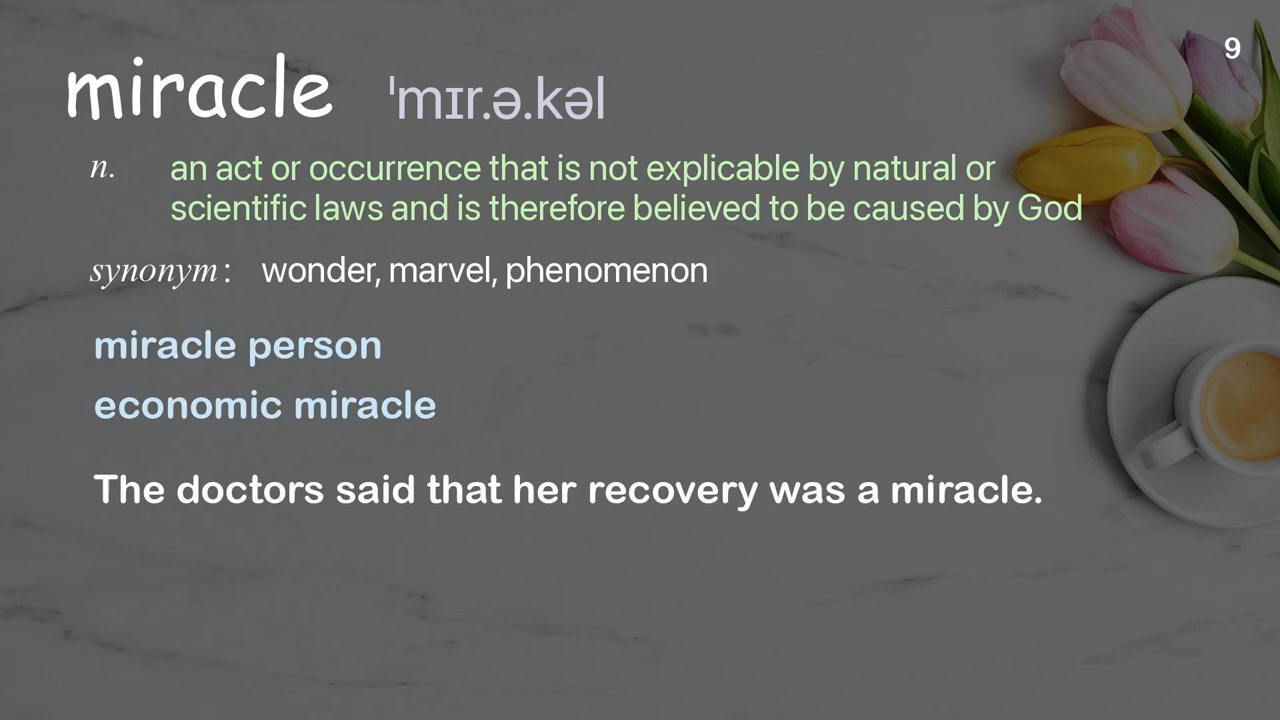 9
miracle ˈmɪr.ə.kəl
n. an act or occurrence that is not explicable by natural or
scientific laws and is therefore believed to be caused by God
synonym: wonder, marvel, phenomenon
miracle person
economic miracle
The doctors said that her recovery was a miracle.